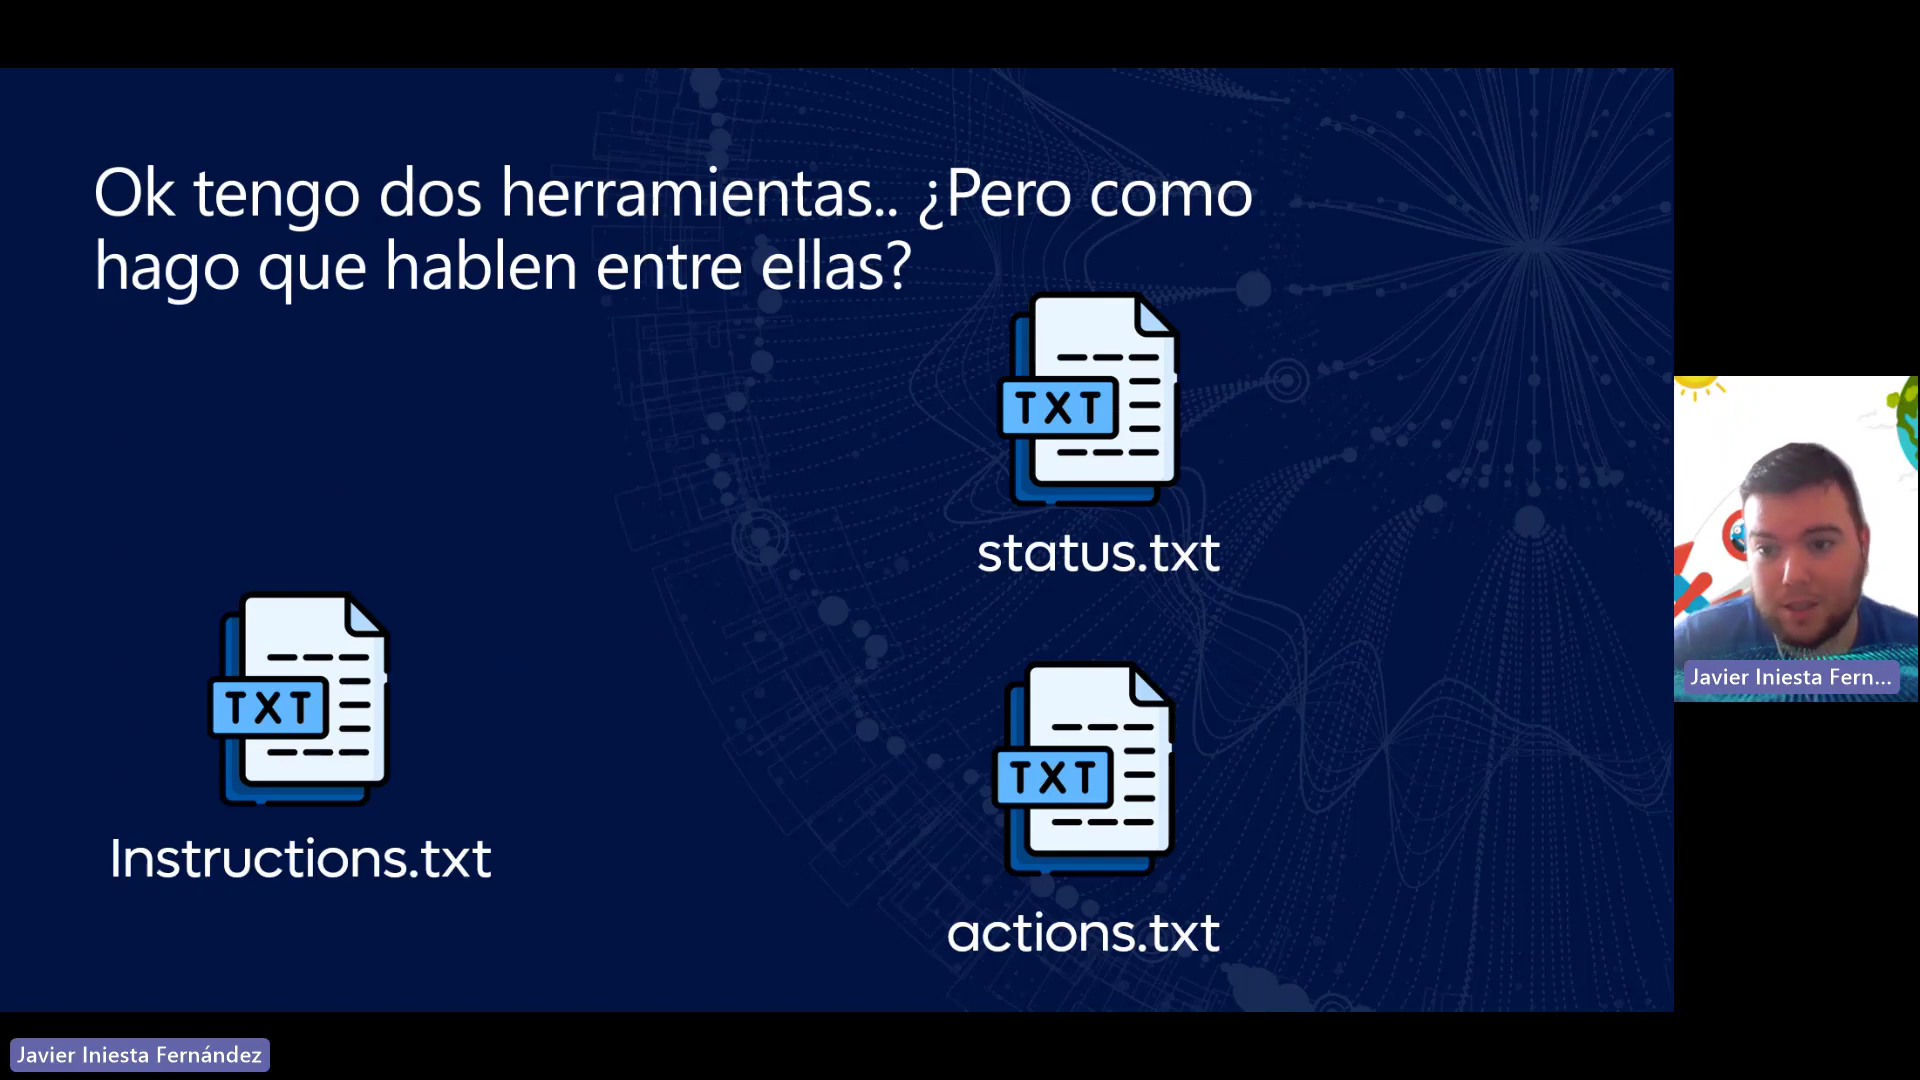 Ok tengo dos herramientas.. ¿Pero como
hago que hablen entre ellas?
TXT
status.txt
TXT
Instructions.txt
TXT
actions.txt
Javier Iniesta Fern...
Javier Iniesta Fernández